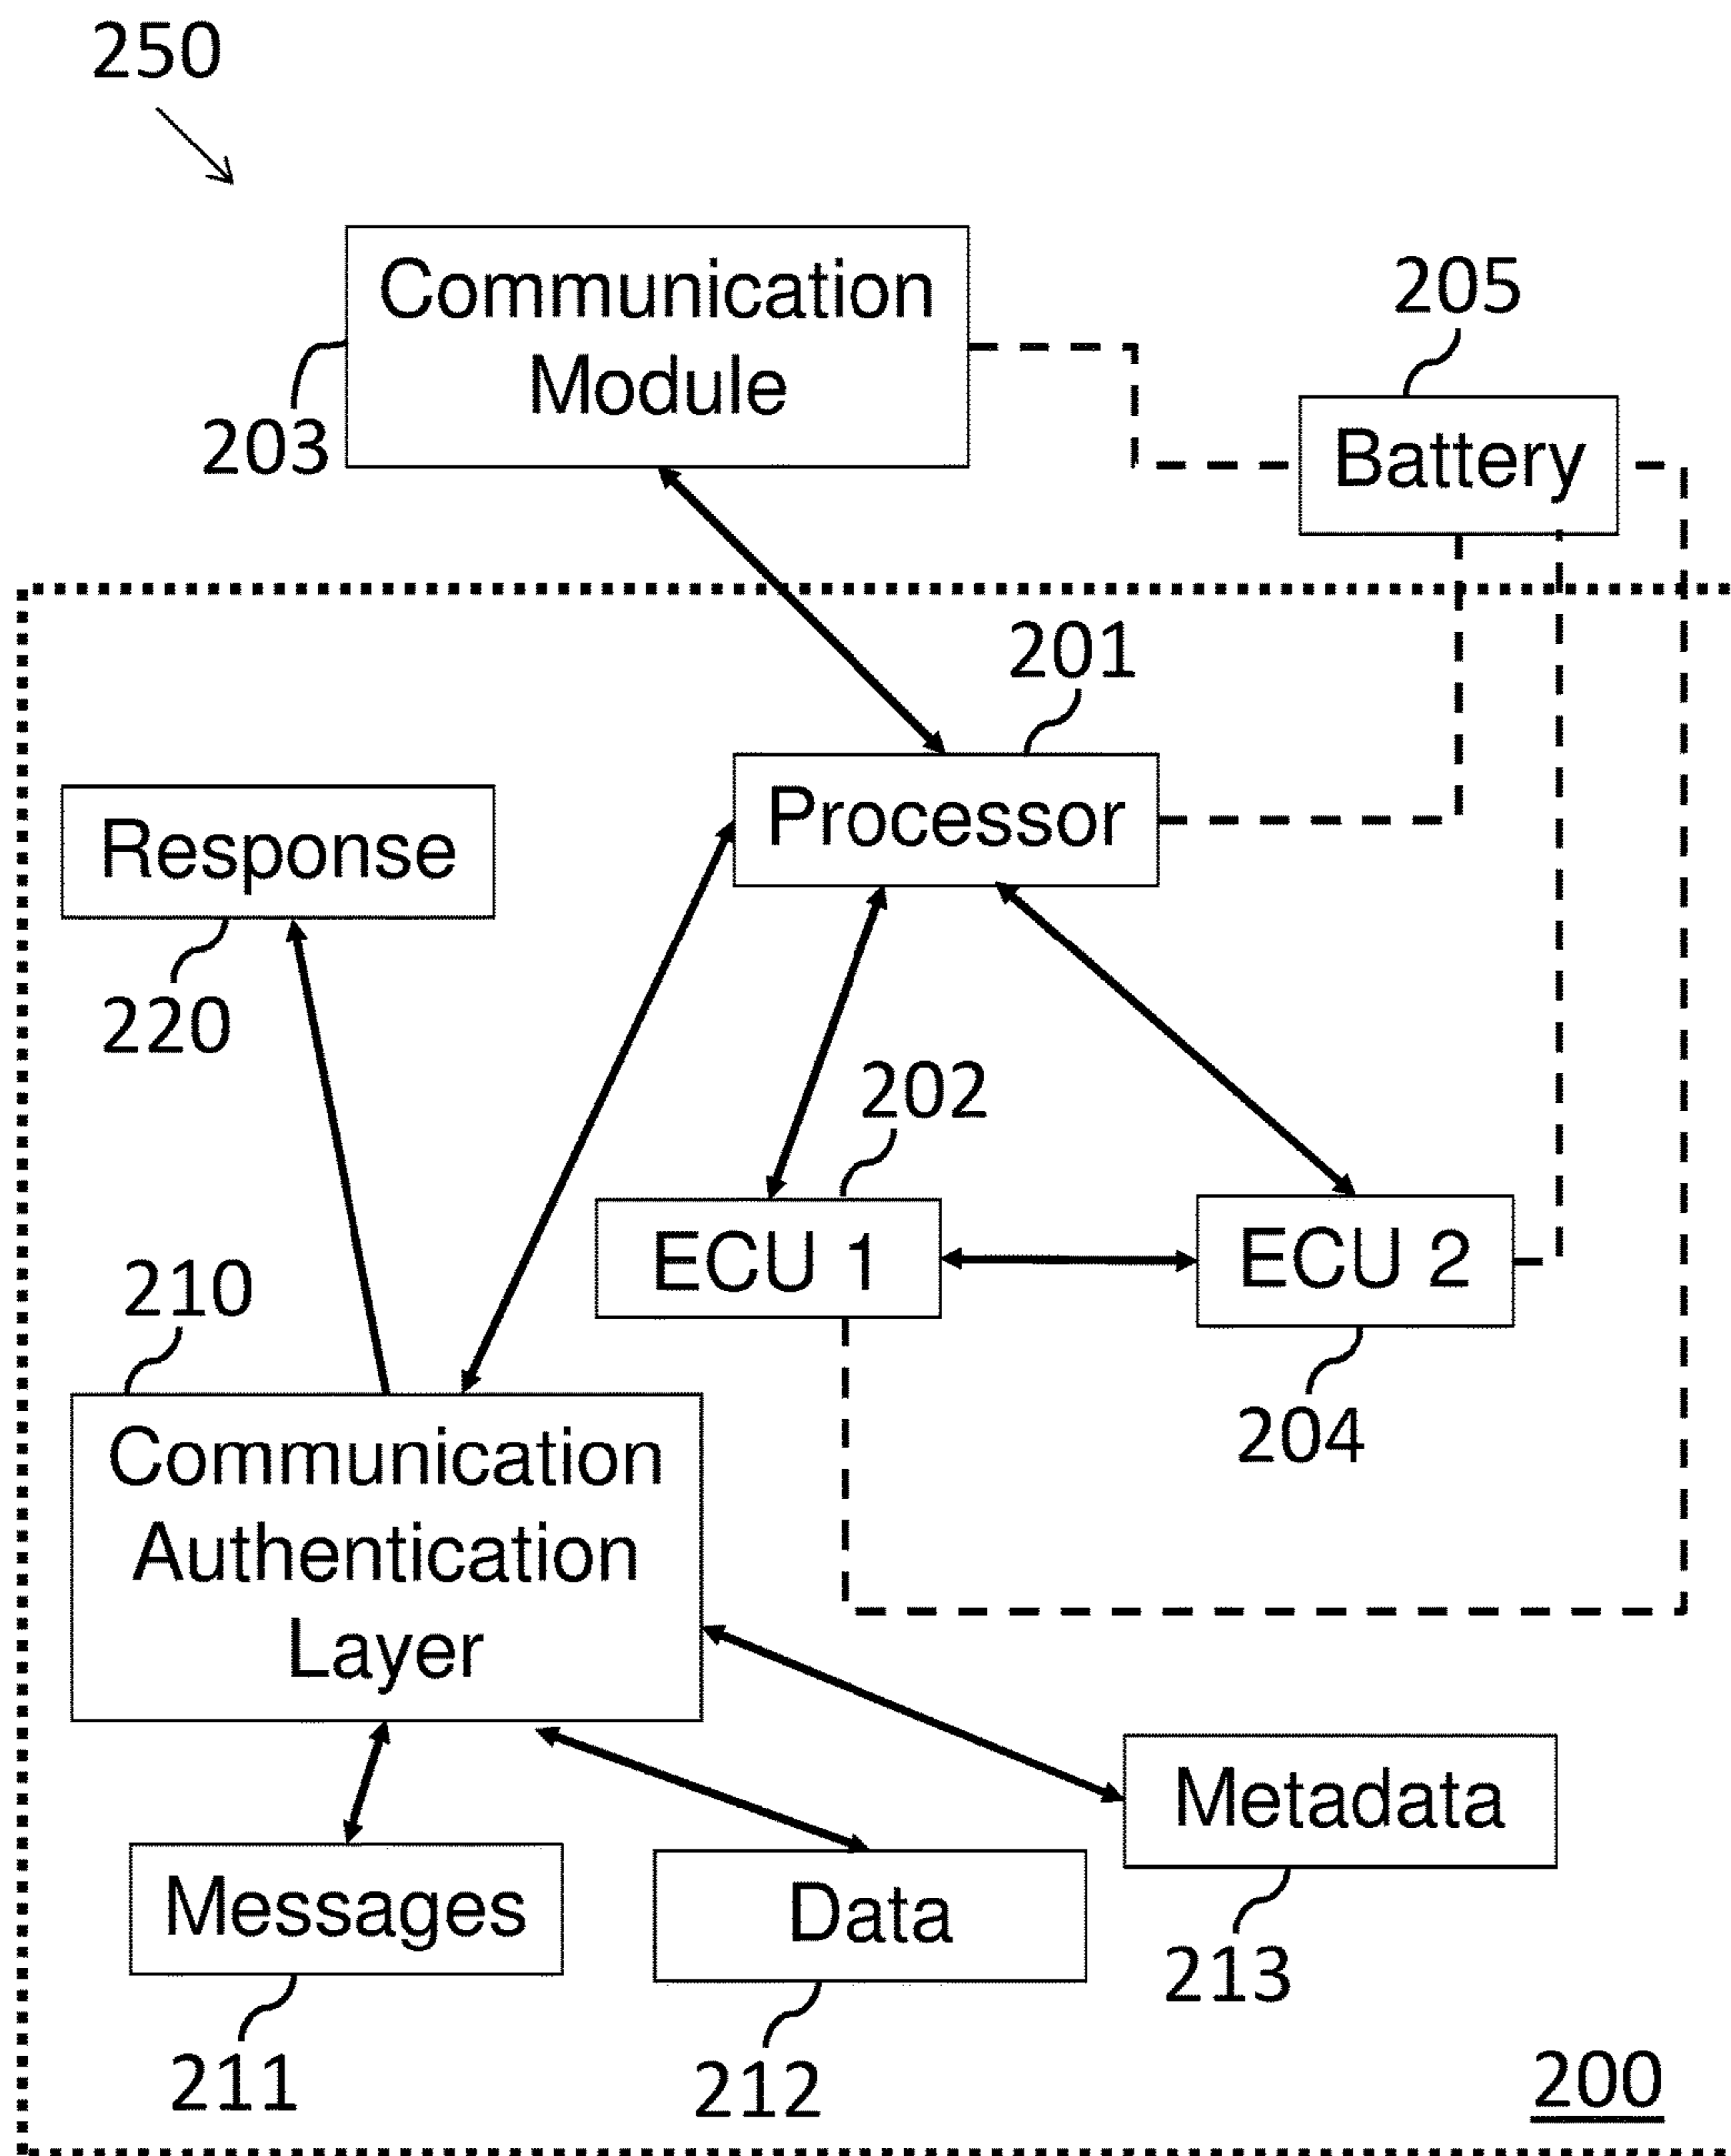 250
Communication
Module
203
205
Battery
201
Processor
Response
220
202
ECU 1
ECU 2
204
210
Communication
Authentication
Layer
Metadata
213
Messages
211
Data
212
200